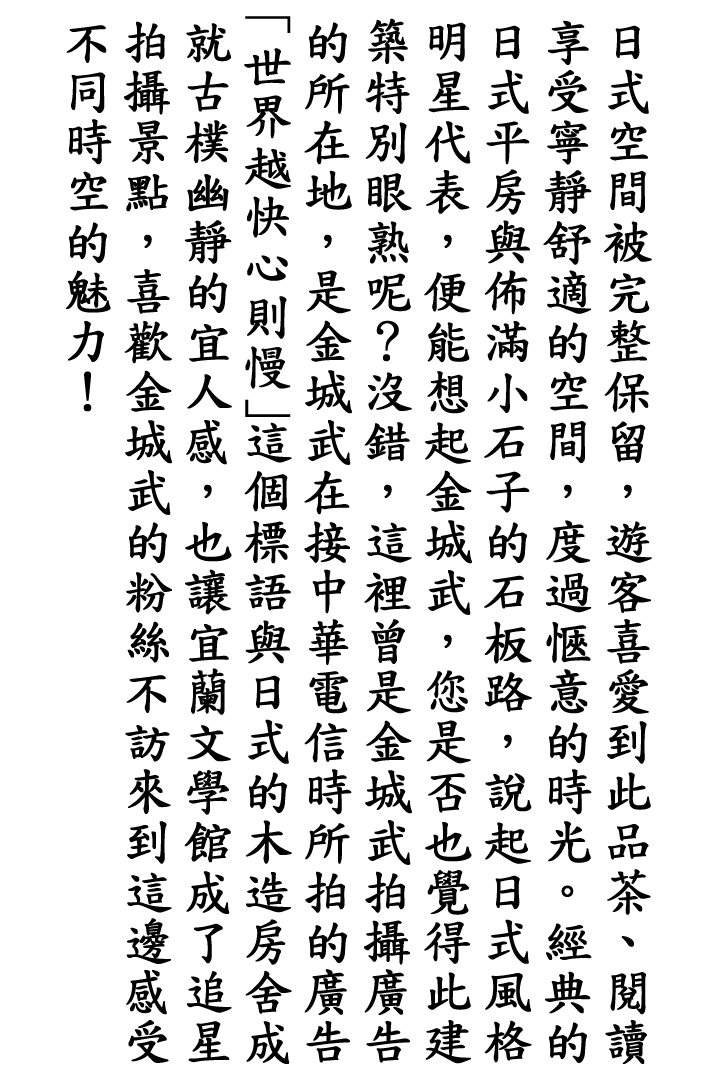 日式空間被完整保留，遊客喜愛到此品茶、閱讀
享受寧靜舒適的空間，度過愜意的時光。經典的
日式平房與佈滿小石子的石板路，說起日式風格
明星代表，便能想起金城武，您是否也覺得此建
築特別眼熟呢？沒錯，這裡曾是金城武拍攝廣告
的所在地，是金城武在接中華電信時所拍的廣告
「世界越快心則慢」這個標語與日式的木造房舍成
就古樸幽靜的宜人感，也讓宜蘭文學館成了追星
拍攝景點，喜歡金城武的粉絲不訪來到這邊感受
不同時空的魅力！